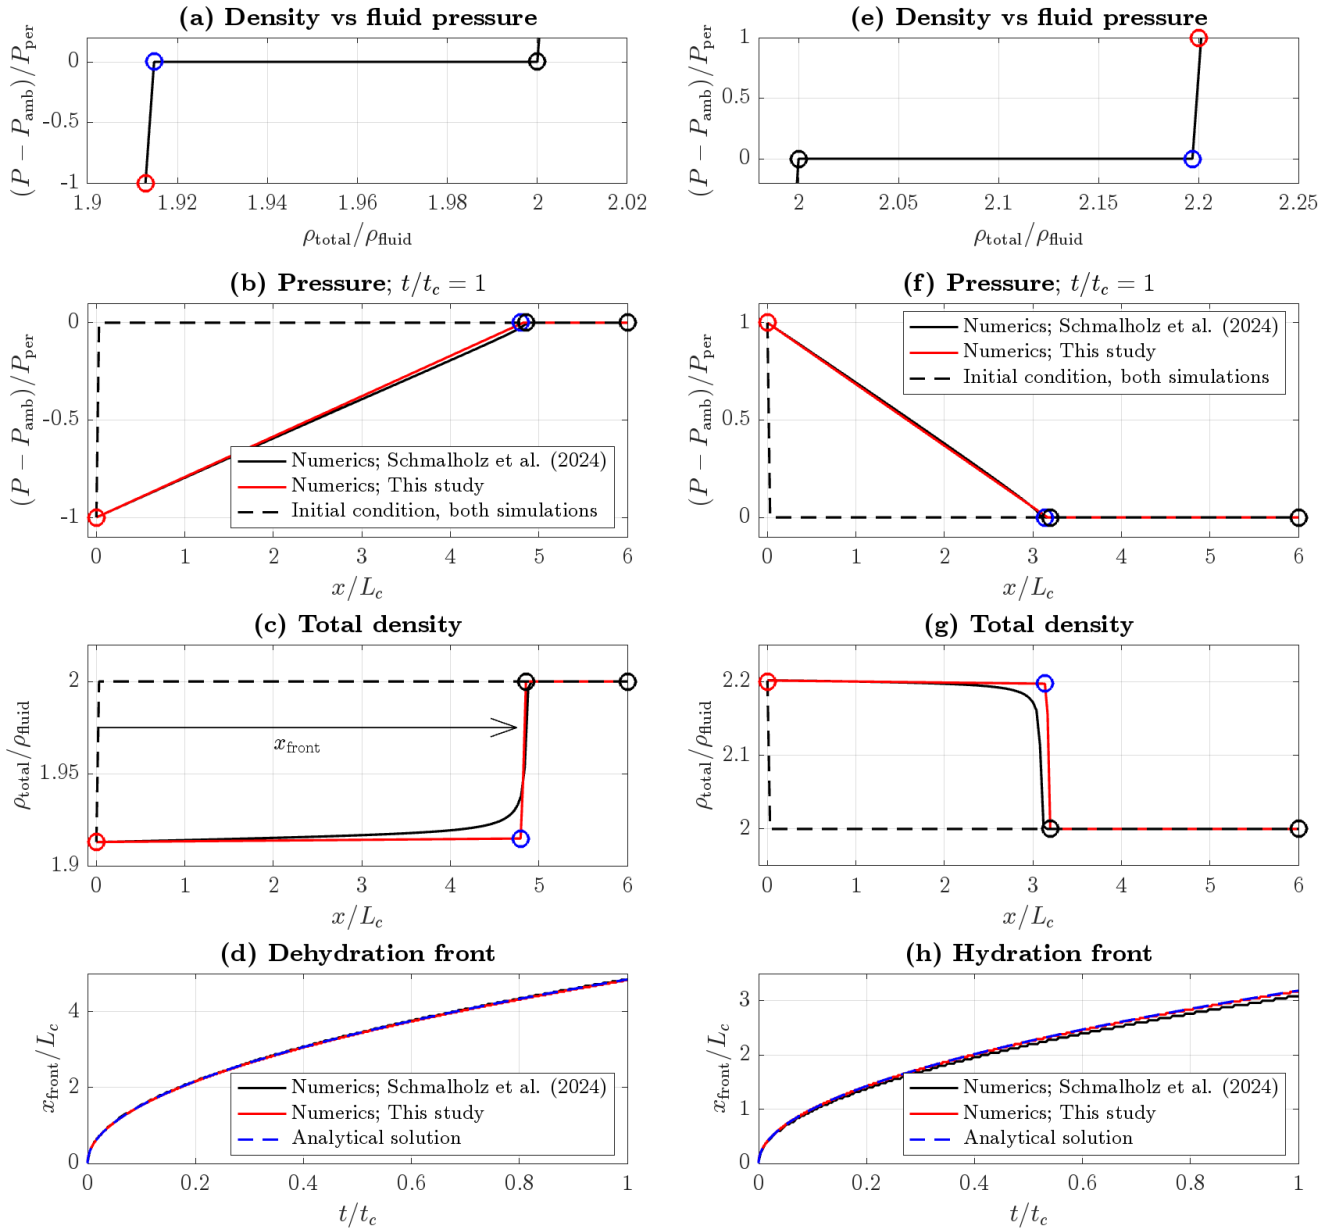 (a) Density vs fluid pressure
(P − P_amb)/P_per
0
-0.5
-1
1.9
1.92
1.94
1.96
1.98
2
2.02
ρ_total/ρ_fluid
(b) Pressure; t/t_c = 1
(P − P_amb)/P_per
0
-0.5
-1
Numerics; Schmalholz et al. (2024)
Numerics; This study
Initial condition, both simulations
0
1
2
3
4
5
6
x/L_c
(c) Total density
ρ_total/ρ_fluid
2
1.95
1.9
x_front
0
1
2
3
4
5
6
x/L_c
(d) Dehydration front
x_front/L_c
4
2
0
Numerics; Schmalholz et al. (2024)
Numerics; This study
Analytical solution
0
0.2
0.4
0.6
0.8
1
t/t_c
(e) Density vs fluid pressure
(P − P_amb)/P_per
1
0.5
0
2
2.05
2.1
2.15
2.2
2.25
ρ_total/ρ_fluid
(f) Pressure; t/t_c = 1
(P − P_amb)/P_per
1
0.5
0
Numerics; Schmalholz et al. (2024)
Numerics; This study
Initial condition, both simulations
0
1
2
3
4
5
6
x/L_c
(g) Total density
ρ_total/ρ_fluid
2.2
2.1
2
0
1
2
3
4
5
6
x/L_c
(h) Hydration front
x_front/L_c
3
2
1
0
Numerics; Schmalholz et al. (2024)
Numerics; This study
Analytical solution
0
0.2
0.4
0.6
0.8
1
t/t_c